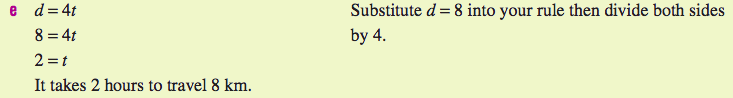 e d = 4t Substitute d = 8 into your rule then divide both sides
8 = 4t by 4.
2 = t
It takes 2 hours to travel 8 km.